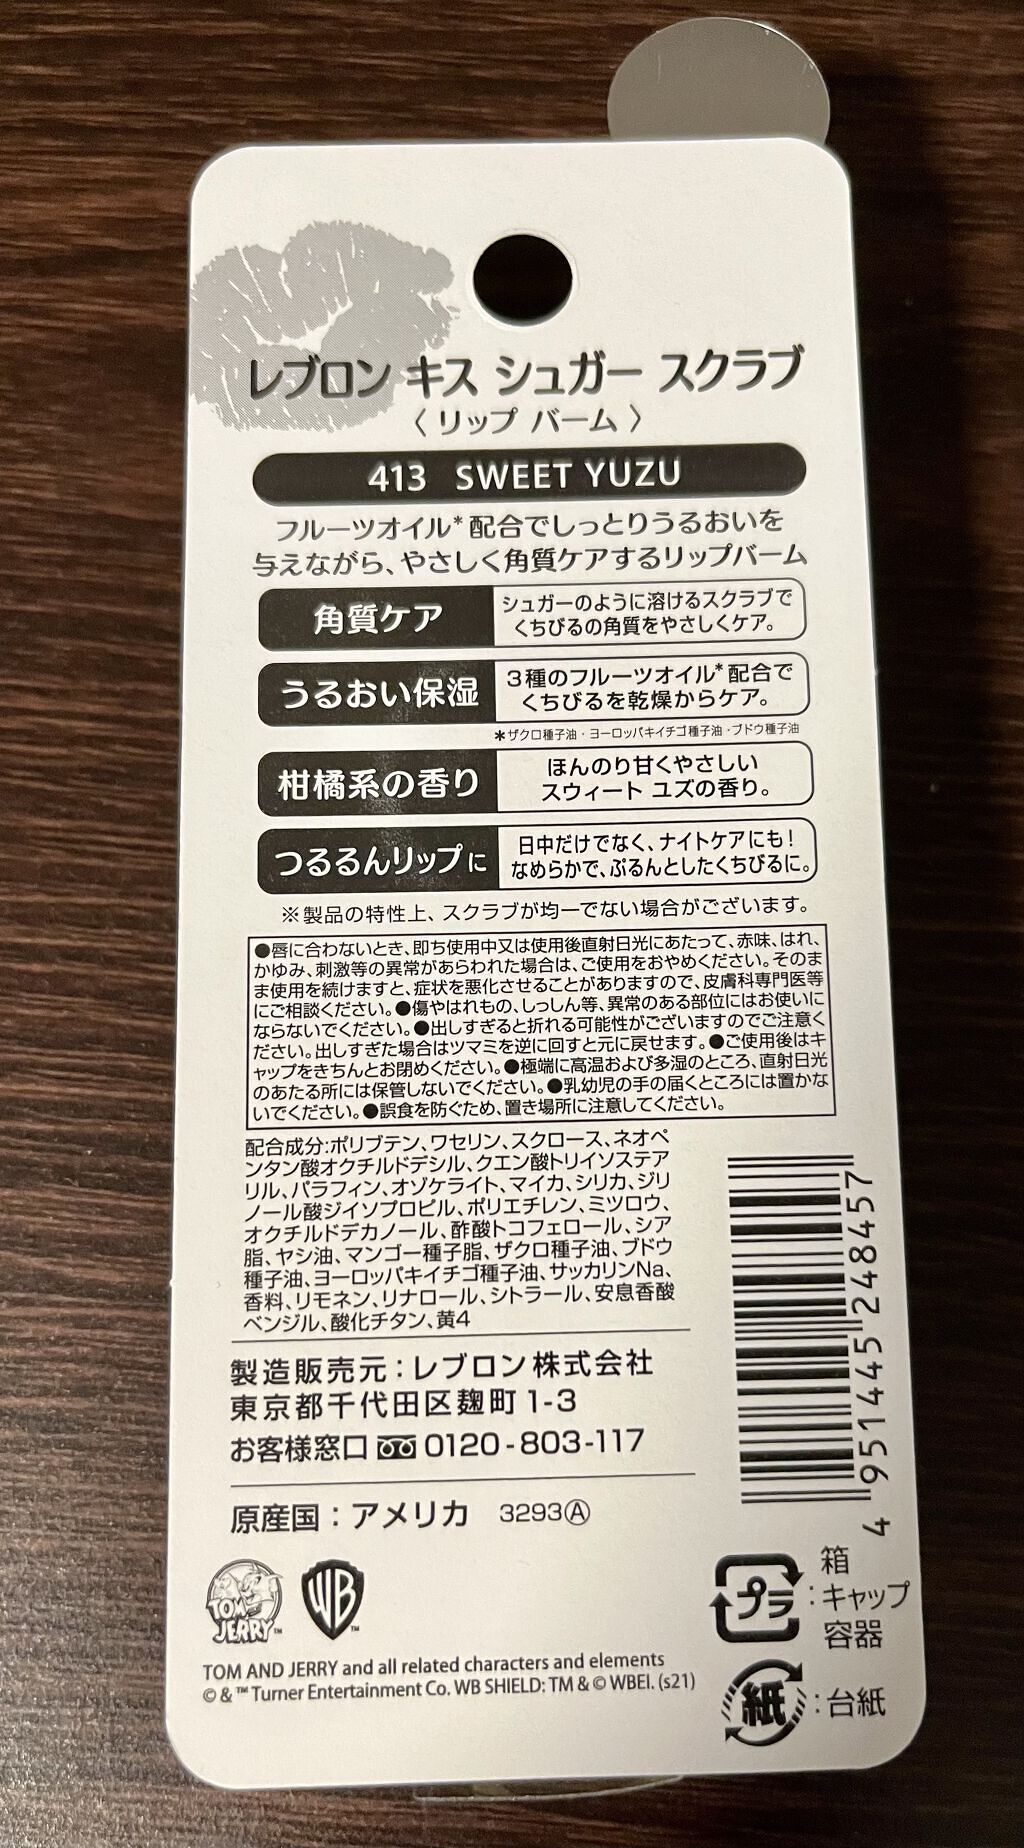 レブロン キス シュガー スクラブ
〈 リップ バーム 〉
413 SWEET YUZU
フルーツオイル*配合でしっとりうるおいを
与えながら、やさしく角質ケアするリップバーム
角質ケア
シュガーのように溶けるスクラブで
くちびるの角質をやさしくケア。
うるおい保湿
3種のフルーツオイル*配合で
くちびるを乾燥からケア。
*ザクロ種子油・ヨーロッパキイチゴ種子油・ブドウ種子油
柑橘系の香り
ほんのり甘くやさしい
スウィート ユズの香り。
つるるんリップに
日中だけでなく、ナイトケアにも!
なめらかで、ぷるんとしたくちびるに。
※製品の特性上、スクラブが均一でない場合がございます。
●唇に合わないとき、即ち使用中又は使用後直射日光にあたって、赤味、はれ、
かゆみ、刺激等の異常があらわれた場合は、ご使用をおやめください。そのま
ま使用を続けますと、症状を悪化させることがありますので、皮膚科専門医等
にご相談ください。●傷やはれもの、しっしん等、異常のある部位にはお使いに
ならないでください。●出しすぎると折れる可能性がございますのでご注意く
ださい。出しすぎた場合はツマミを逆に回すと元に戻せます。●ご使用後はキ
ャップをきちんとお閉めください。●極端に高温および多湿のところ、直射日光
のあたる所には保管しないでください。●乳幼児の手の届くところには置かな
いでください。●誤食を防ぐため、置き場所に注意してください。
配合成分:ポリブテン、ワセリン、スクロース、ネオペ
ンタン酸オクチルドデシル、クエン酸トリイソステア
リル、パラフィン、オゾケライト、マイカ、シリカ、ジリ
ノール酸ジイソプロピル、ポリエチレン、ミツロウ、
オクチルドデカノール、酢酸トコフェロール、シア
脂、ヤシ油、マンゴー種子脂、ザクロ種子油、ブドウ
種子油、ヨーロッパキイチゴ種子油、サッカリンNa、
香料、リモネン、リナロール、シトラール、安息香酸
ベンジル、酸化チタン、黄4
製造販売元:レブロン株式会社
東京都千代田区麹町1-3
お客様窓口 0120-803-117
原産国:アメリカ 3293Ⓐ
4 951445 248457
TOM AND JERRY™
WB™
TOM AND JERRY and all related characters and elements
© & ™ Turner Entertainment Co. WB SHIELD: TM & © WBEI. (s21)
プラ
箱
:キャップ
容器
紙
:台紙